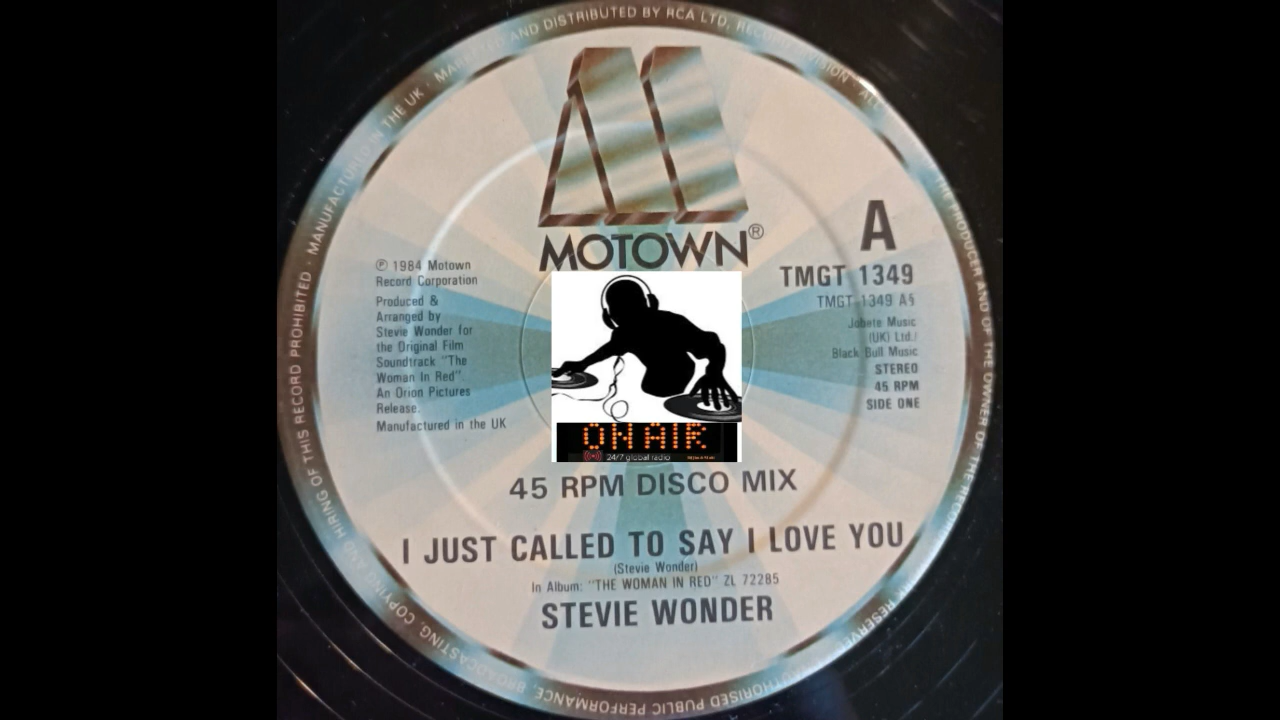 MARKETED AND DISTRIBUTED BY RCA LTD, RECORD DIVISION · ALL
THE PRODUCER AND OF THE OWNER OF THE
RESERVED
UNAUTHORISED PUBLIC PERFORMANCE, BROADCASTING, COPYING AND HIRING OF THIS RECORD PROHIBITED · MANUFACTURED IN THE UK ·
MOTOWN®
A
TMGT 1349
TMGT 1349 A§
Jobete Music
(UK) Ltd./
Black Bull Music
STEREO
45 RPM
SIDE ONE
℗ 1984 Motown
Record Corporation
Produced &
Arranged by
Stevie Wonder for
the Original Film
Soundtrack "The
Woman In Red".
An Orion Pictures
Release.
Manufactured in the UK
ON AIR
24/7 global radio
45 RPM DISCO MIX
I JUST CALLED TO SAY I LOVE YOU
(Stevie Wonder)
In Album: "THE WOMAN IN RED" ZL 72285
STEVIE WONDER